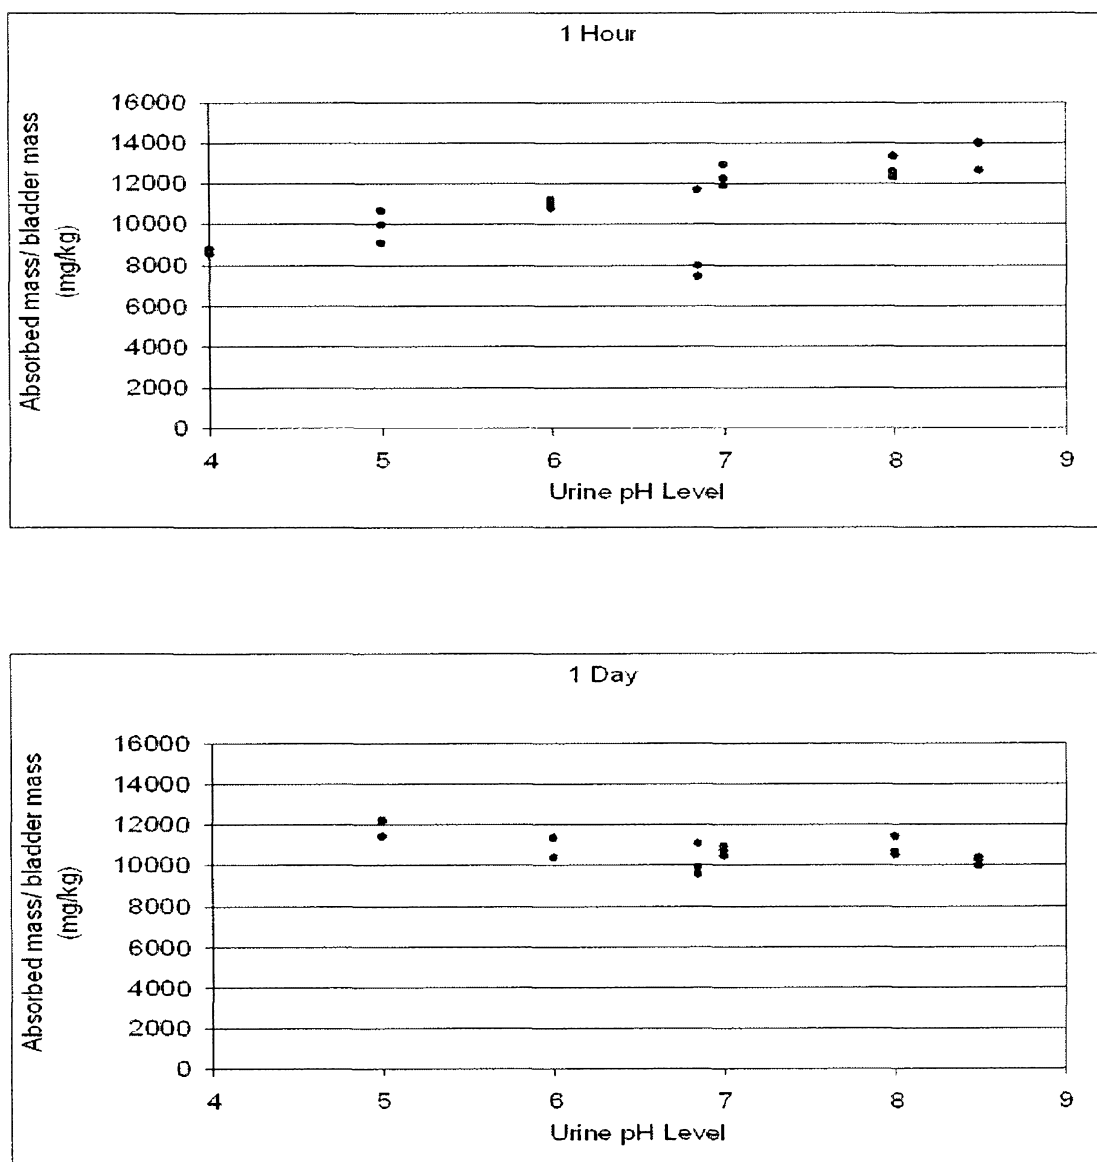 1 Hour
Absorbed mass/ bladder mass
(mg/kg)
16000
14000
12000
10000
8000
6000
4000
2000
0
4 5 6 7 8 9
Urine pH Level
1 Day
Absorbed mass/ bladder mass
(mg/kg)
16000
14000
12000
10000
8000
6000
4000
2000
0
4 5 6 7 8 9
Urine pH Level